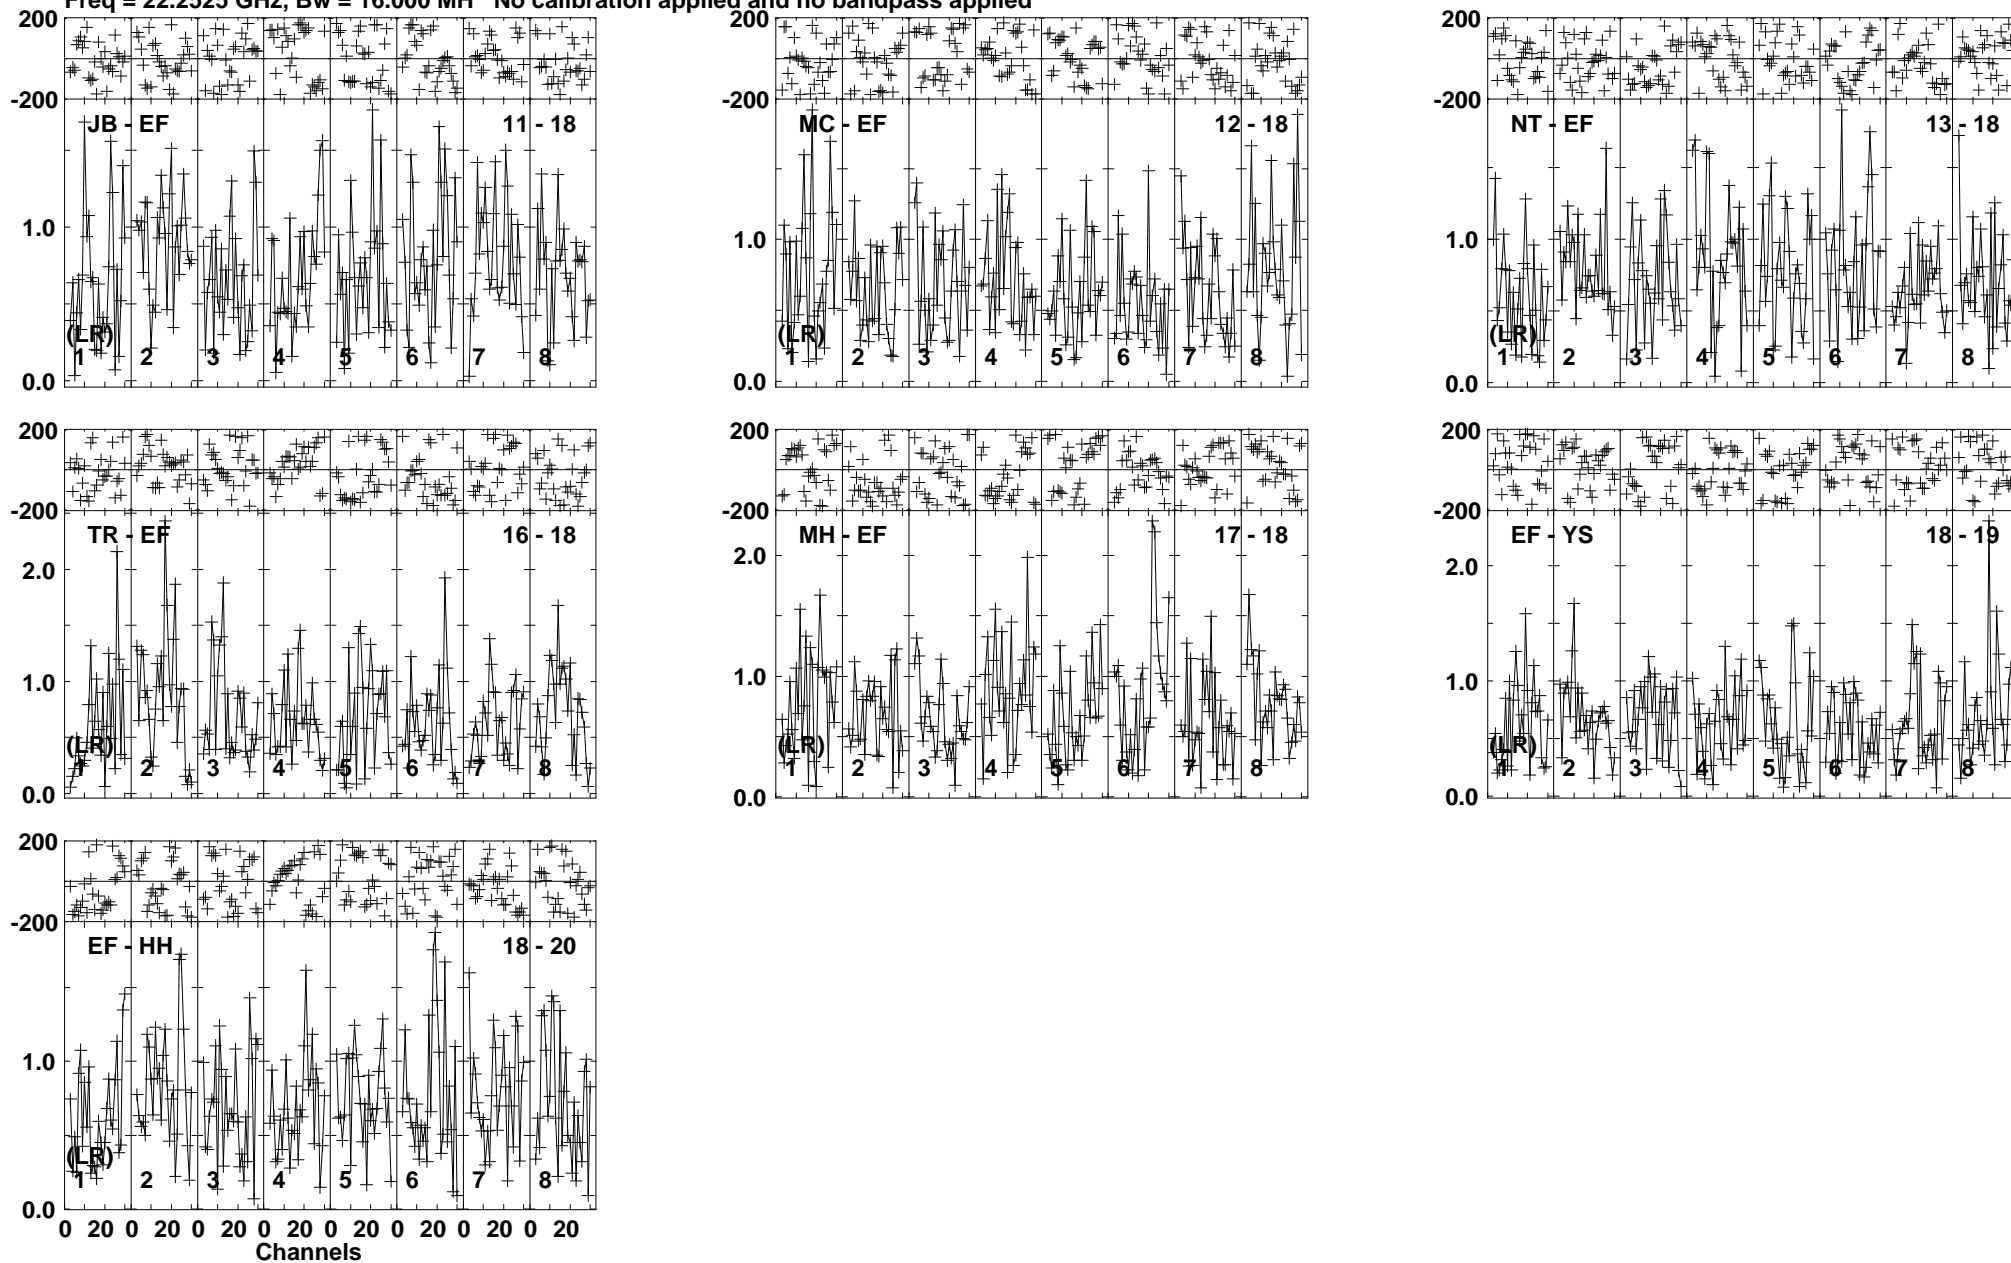 Freq = 22.2525 GHz, Bw = 16.000 MH No calibration applied and no bandpass applied
200
-200
JB - EF
11 - 18
1.0
0.0
(LR)
1 2 3 4 5 6 7 8
MC - EF
12 - 18
200
-200
1.0
0.0
(LR)
1 2 3 4 5 6 7 8
NT - EF
13 - 18
200
-200
1.0
0.0
(LR)
1 2 3 4 5 6 7 8
200
-200
TR - EF
16 - 18
2.0
1.0
0.0
(LR)
1 2 3 4 5 6 7 8
200
-200
MH - EF
17 - 18
2.0
1.0
0.0
(LR)
1 2 3 4 5 6 7 8
200
-200
EF - YS
18 - 19
2.0
1.0
0.0
(LR)
1 2 3 4 5 6 7 8
200
-200
EF - HH
18 - 20
1.0
0.0
(LR)
1 2 3 4 5 6 7 8
0 20 0 20 0 20 0 20 0 20 0 20 0 20 0 20
Channels